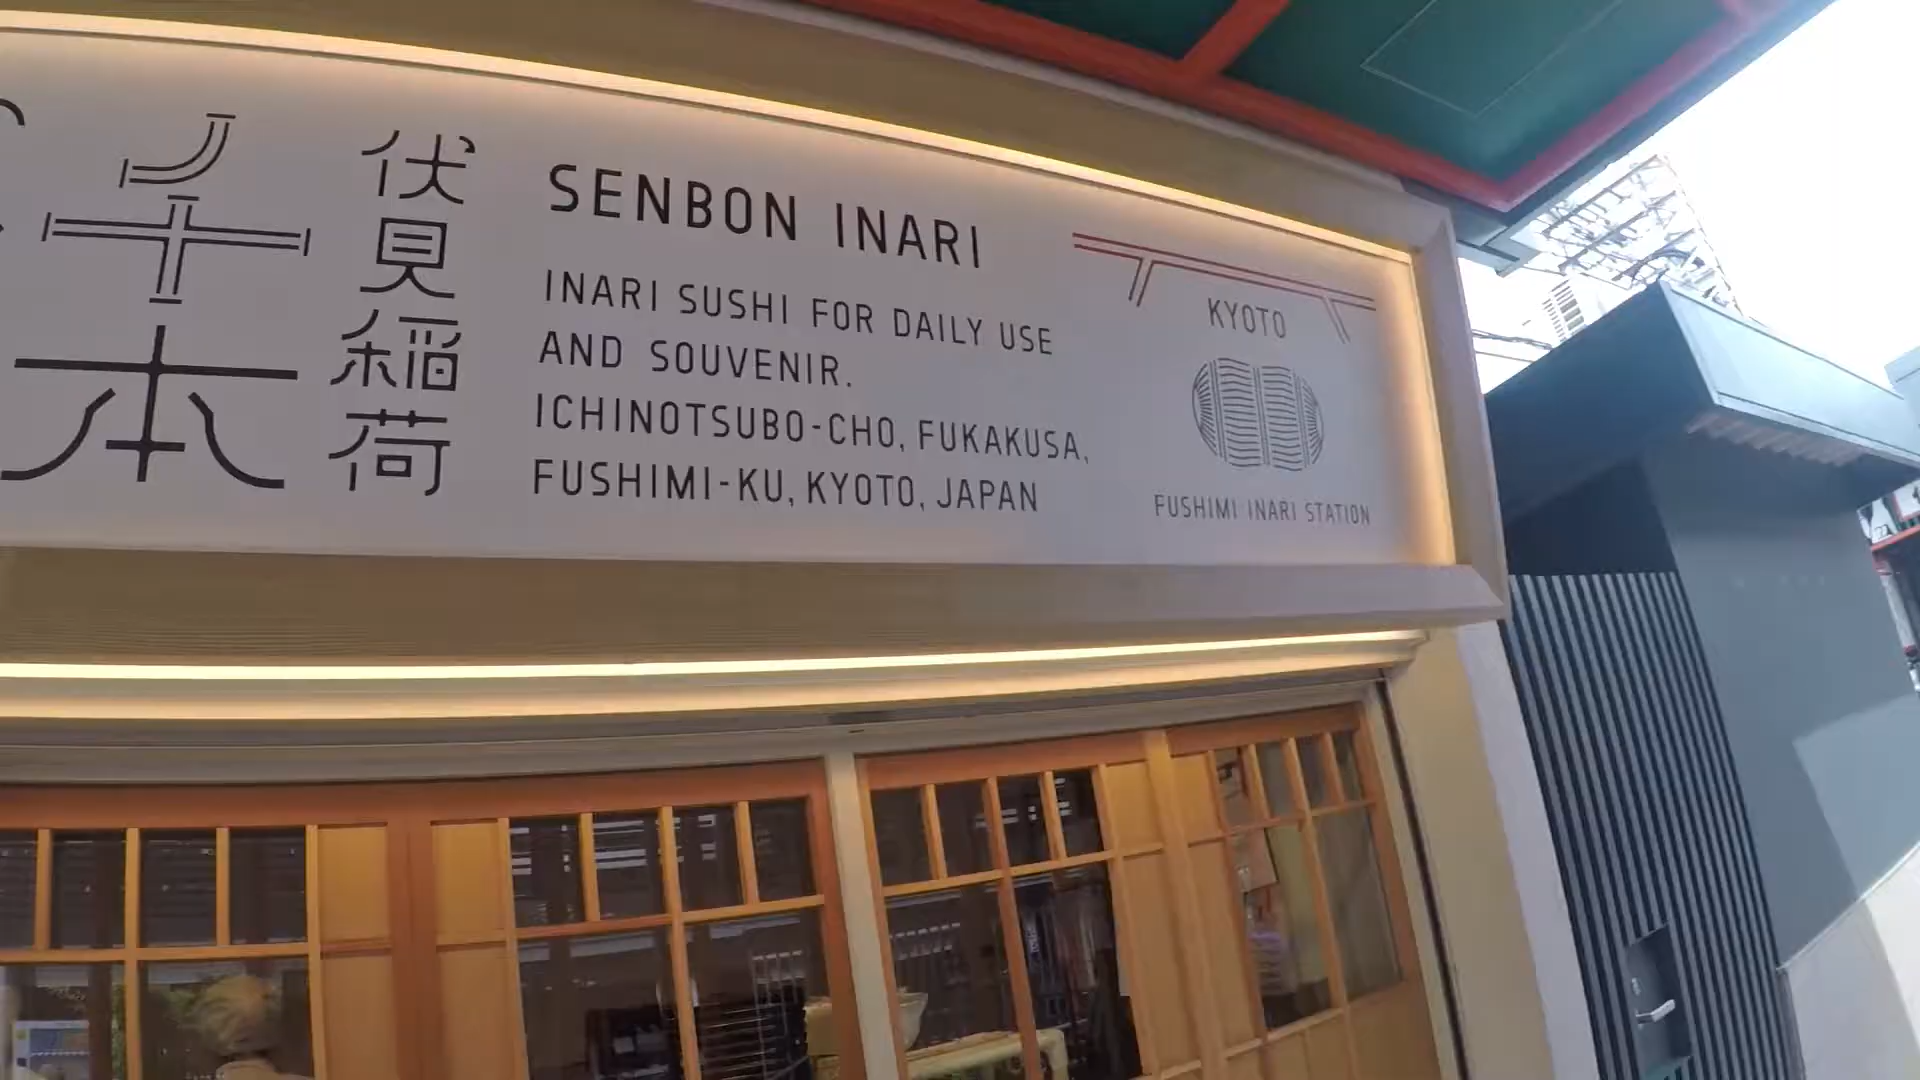 千本
伏見稲荷
SENBON INARI
INARI SUSHI FOR DAILY USE
AND SOUVENIR.
ICHINOTSUBO-CHO, FUKAKUSA,
FUSHIMI-KU, KYOTO, JAPAN
KYOTO
FUSHIMI INARI STATION